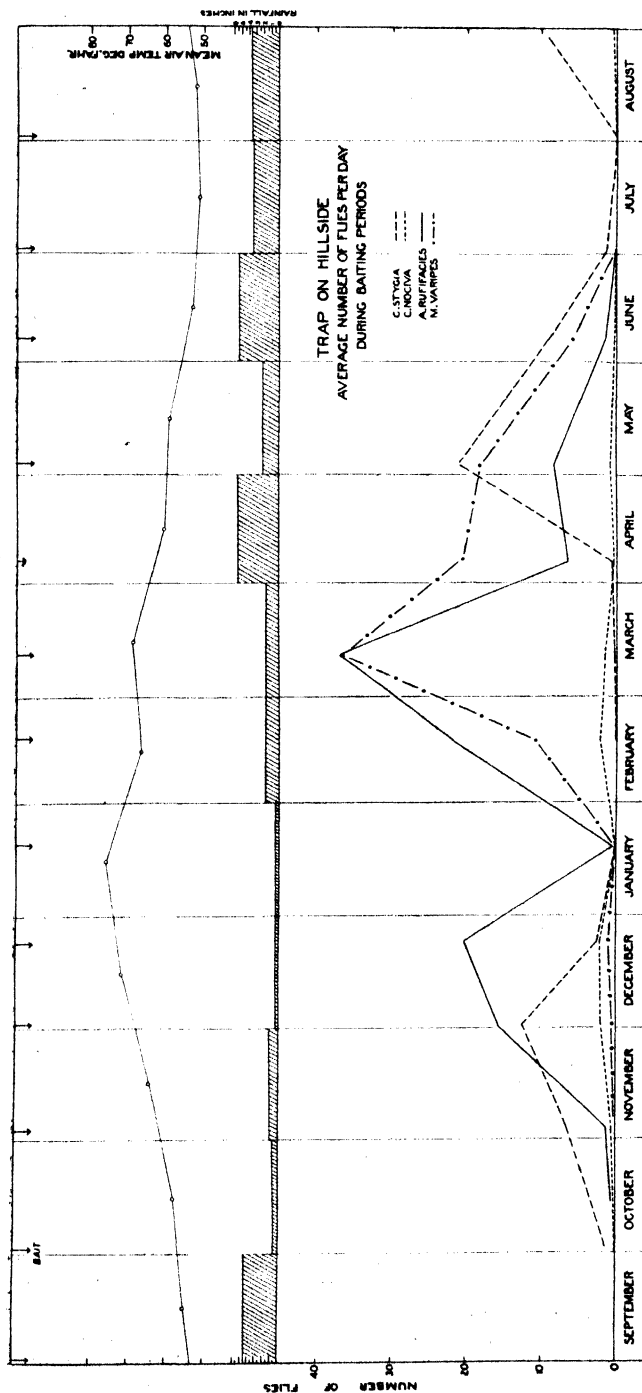 BAIT
80
70
60
50
MEAN AIR TEMP DEG. FAHR.
RAINFALL IN INCHES
TRAP ON HILLSIDE
AVERAGE NUMBER OF FLIES PER DAY
DURING BAITING PERIODS
C. STYGIA
C. NOCIVA
A. RUFIFACIES
M. VARIPES
NUMBER OF FLIES
40
30
20
10
0
SEPTEMBER
OCTOBER
NOVEMBER
DECEMBER
JANUARY
FEBRUARY
MARCH
APRIL
MAY
JUNE
JULY
AUGUST